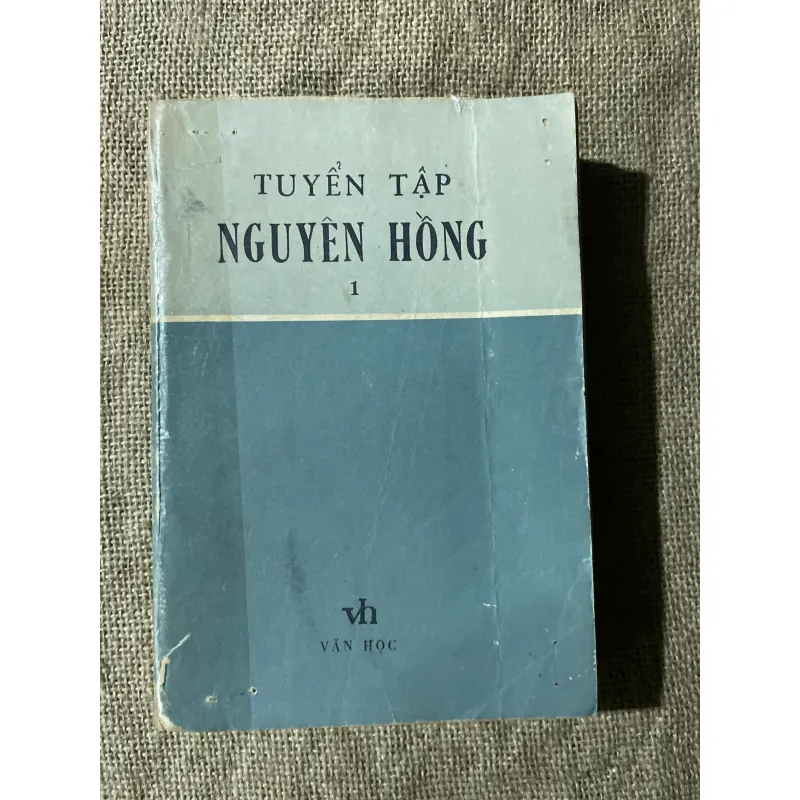 TUYỂN TẬP
NGUYÊN HỒNG
1
vh
VĂN HỌC